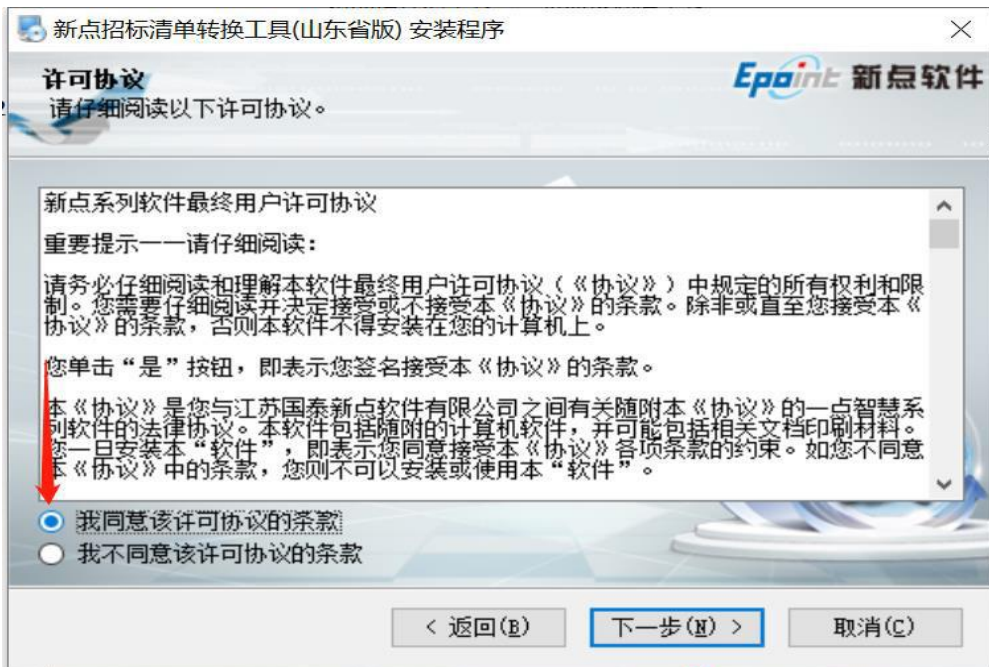 新点招标清单转换工具(山东省版) 安装程序
许可协议
请仔细阅读以下许可协议。
Epoint 新点软件
新点系列软件最终用户许可协议
重要提示——请仔细阅读：
请务必仔细阅读和理解本软件最终用户许可协议（《协议》）中规定的所有权利和限
制。您需要仔细阅读并决定接受或不接受本《协议》的条款。除非或直至您接受本《
协议》的条款，否则本软件不得安装在您的计算机上。
您单击“是”按钮，即表示您签名接受本《协议》的条款。
本《协议》是您与江苏国泰新点软件有限公司之间有关随附本《协议》的一点智慧系
列软件的法律协议。本软件包括随附的计算机软件，并可能包括相关文档印刷材料。
您一旦安装本“软件”，即表示您同意接受本《协议》各项条款的约束。如您不同意
本《协议》中的条款，您则不可以安装或使用本“软件”。
我同意该许可协议的条款
我不同意该许可协议的条款
< 返回(B)
下一步(N) >
取消(C)